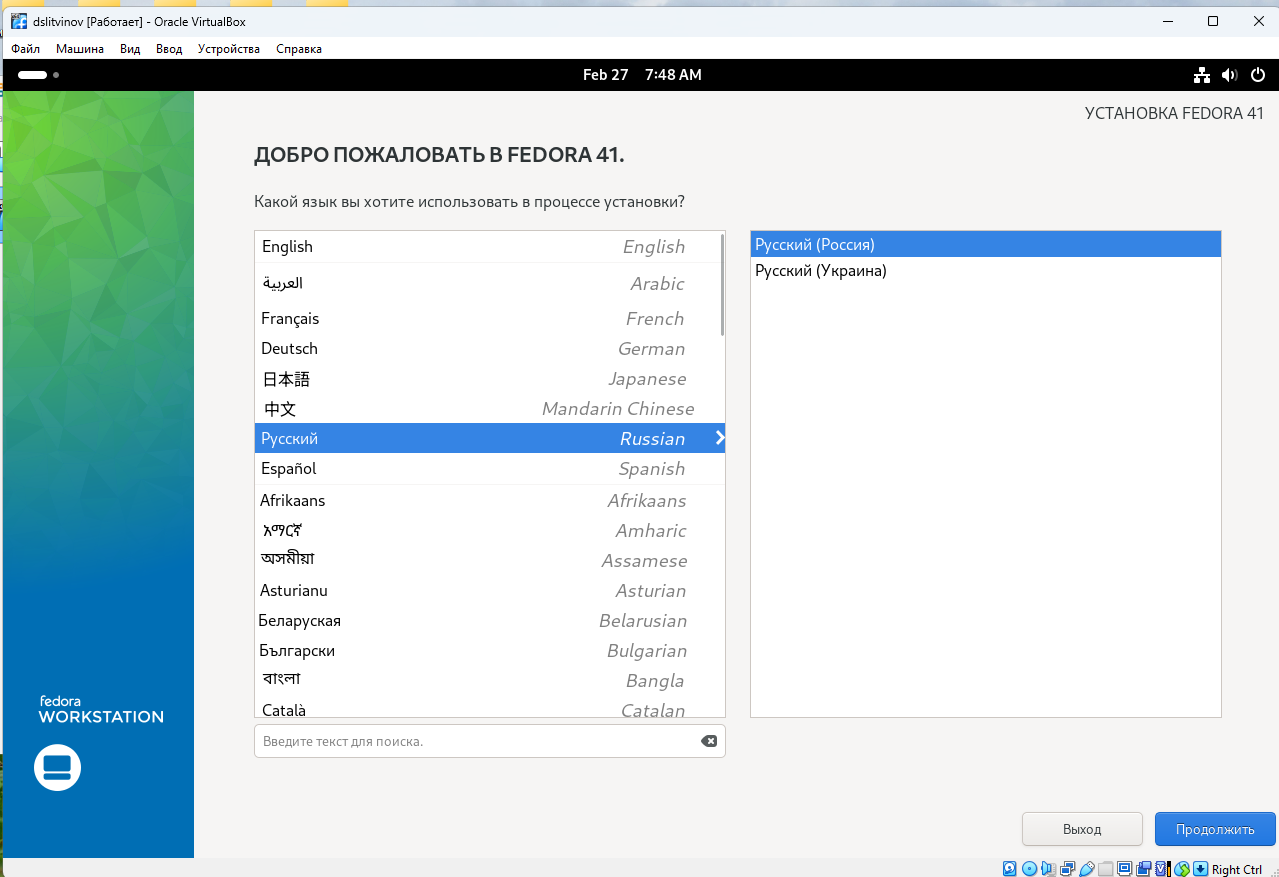 dslitvinov [Работает] - Oracle VirtualBox
Файл Машина Вид Ввод Устройства Справка
Feb 27 7:48 AM
УСТАНОВКА FEDORA 41
ДОБРО ПОЖАЛОВАТЬ В FEDORA 41.
Какой язык вы хотите использовать в процессе установки?
English English
العربية Arabic
Français French
Deutsch German
日本語 Japanese
中文 Mandarin Chinese
Русский Russian
Español Spanish
Afrikaans Afrikaans
አማርኛ Amharic
অসমীয়া Assamese
Asturianu Asturian
Беларуская Belarusian
Български Bulgarian
বাংলা Bangla
Català Catalan
Введите текст для поиска.
Русский (Россия)
Русский (Украина)
fedora
WORKSTATION
Выход Продолжить
Right Ctrl